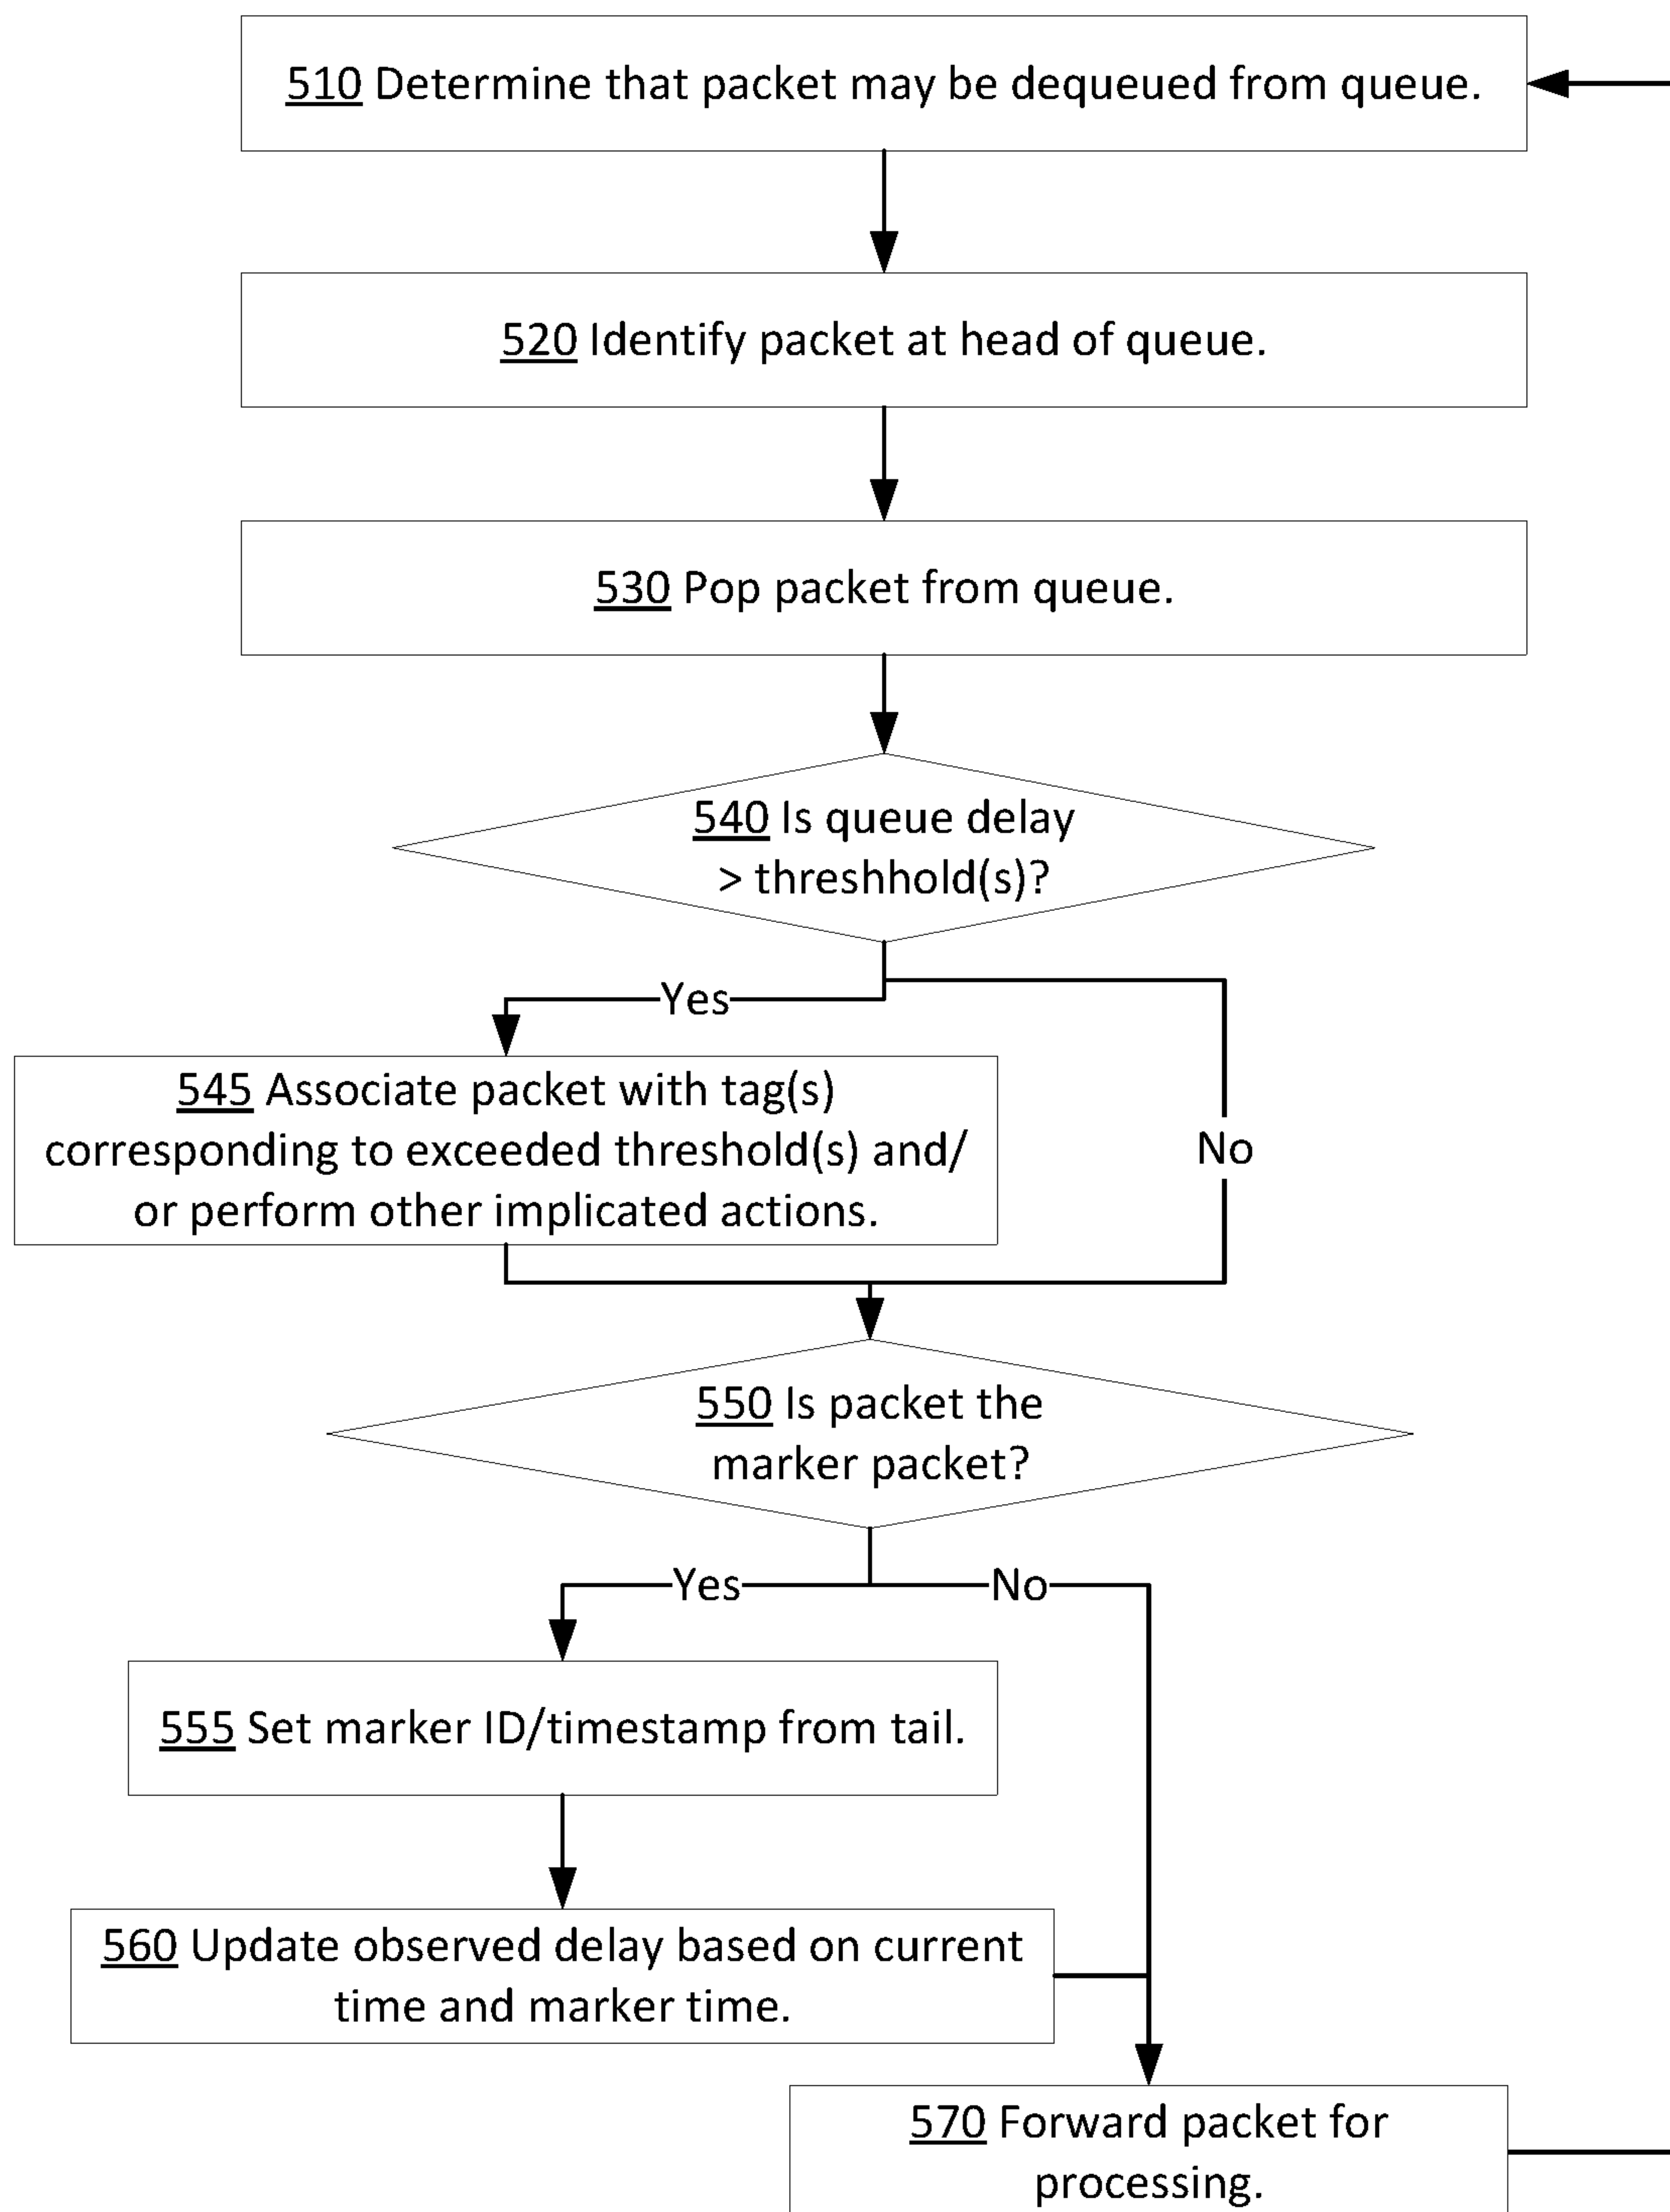 510 Determine that packet may be dequeued from queue.
520 Identify packet at head of queue.
530 Pop packet from queue.
540 Is queue delay
> threshhold(s)?
Yes
545 Associate packet with tag(s)
corresponding to exceeded threshold(s) and/
or perform other implicated actions.
No
550 Is packet the
marker packet?
Yes
No
555 Set marker ID/timestamp from tail.
560 Update observed delay based on current
time and marker time.
570 Forward packet for
processing.